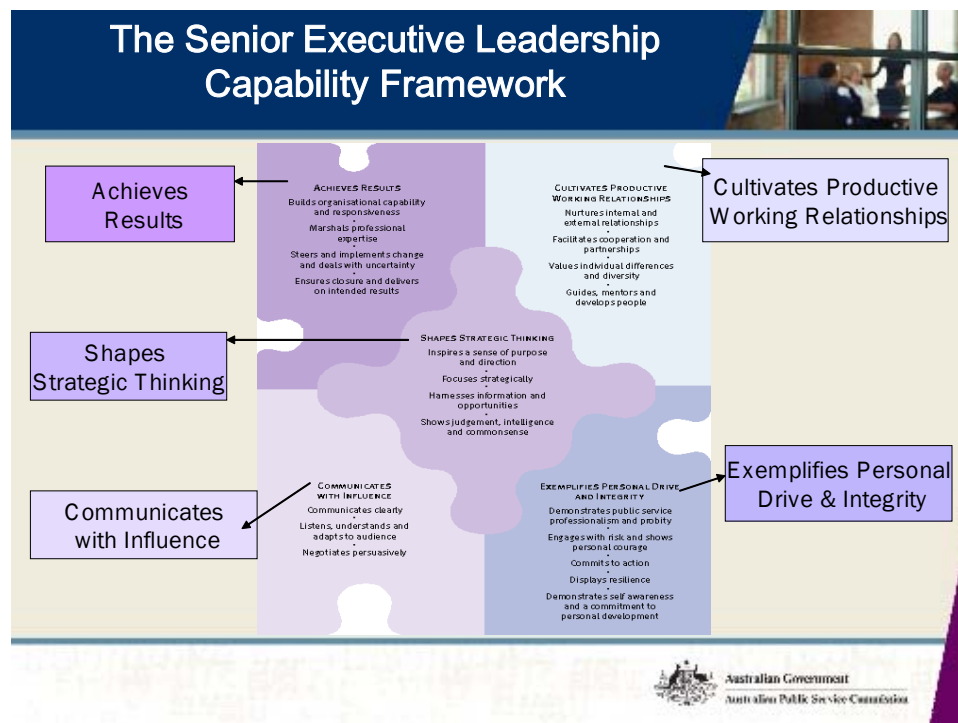 The Senior Executive Leadership
Capability Framework
Achieves
Results
Shapes
Strategic Thinking
Communicates
with Influence
ACHIEVES RESULTS
Builds organisational capability
and responsiveness
•
Marshals professional
expertise
•
Steers and implements change
and deals with uncertainty
•
Ensures closure and delivers
on intended results
CULTIVATES PRODUCTIVE
WORKING RELATIONSHIPS
Nurtures internal and
external relationships
•
Facilitates cooperation and
partnerships
•
Values individual differences
and diversity
•
Guides, mentors and
develops people
SHAPES STRATEGIC THINKING
Inspires a sense of purpose
and direction
•
Focuses strategically
•
Harnesses information and
opportunities
•
Shows judgement, intelligence
and commonsense
COMMUNICATES
WITH INFLUENCE
Communicates clearly
•
Listens, understands and
adapts to audience
•
Negotiates persuasively
EXEMPLIFIES PERSONAL DRIVE
AND INTEGRITY
Demonstrates public service
professionalism and probity
•
Engages with risk and shows
personal courage
•
Commits to action
•
Displays resilience
•
Demonstrates self awareness
and a commitment to
personal development
Cultivates Productive
Working Relationships
Exemplifies Personal
Drive & Integrity
Australian Government
Australian Public Service Commission